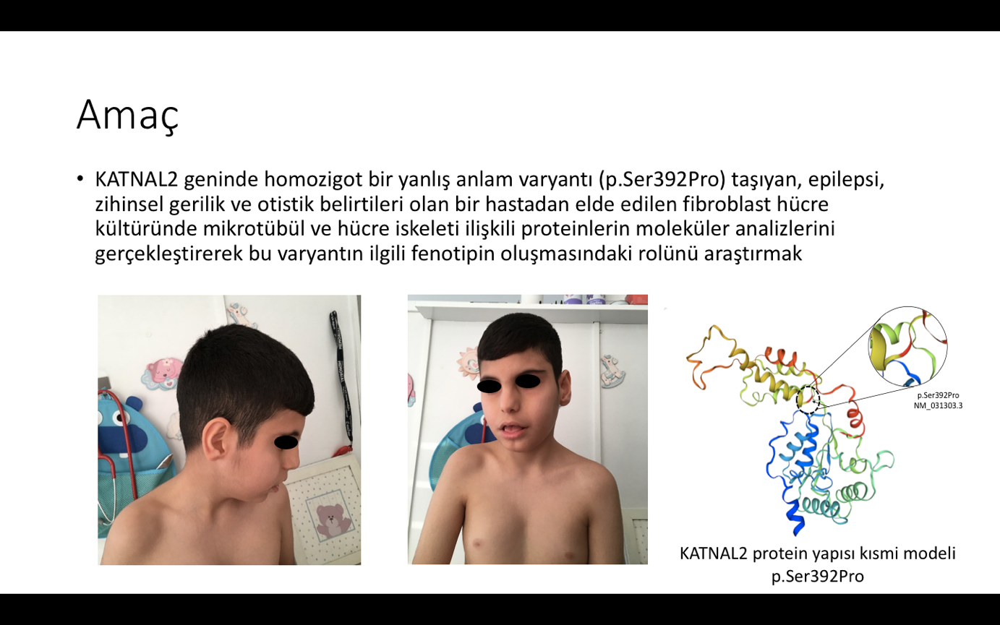 Amaç
• KATNAL2 geninde homozigot bir yanlış anlam varyantı (p.Ser392Pro) taşıyan, epilepsi,
zihinsel gerilik ve otistik belirtileri olan bir hastadan elde edilen fibroblast hücre
kültüründe mikrotübül ve hücre iskeleti ilişkili proteinlerin moleküler analizlerini
gerçekleştirerek bu varyantın ilgili fenotipin oluşmasındaki rolünü araştırmak
p.Ser392Pro
NM_031303.3
KATNAL2 protein yapısı kısmi modeli
p.Ser392Pro